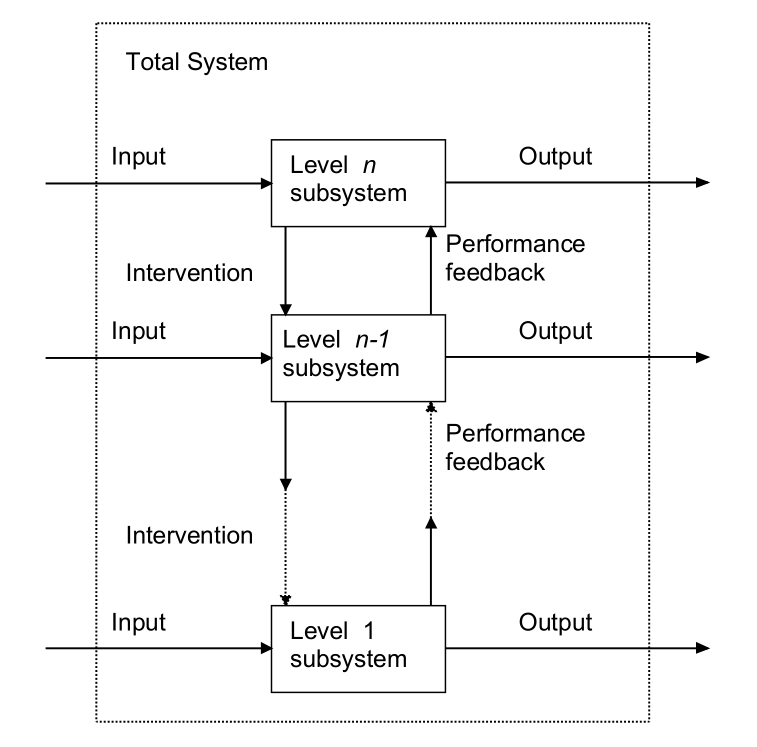 Total System
Input
Level n
subsystem
Output
Intervention
Performance
feedback
Input
Level n-1
subsystem
Output
Performance
feedback
Intervention
Input
Level 1
subsystem
Output